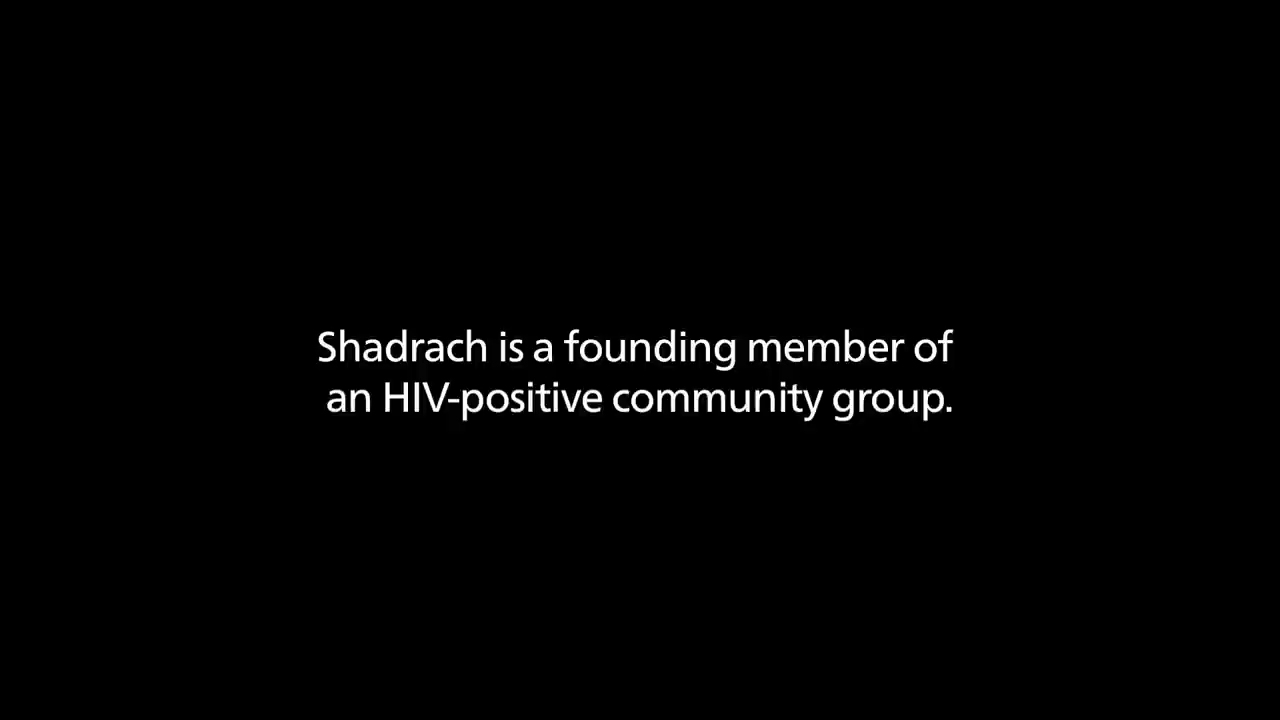 Shadrach is a founding member of
an HIV-positive community group.